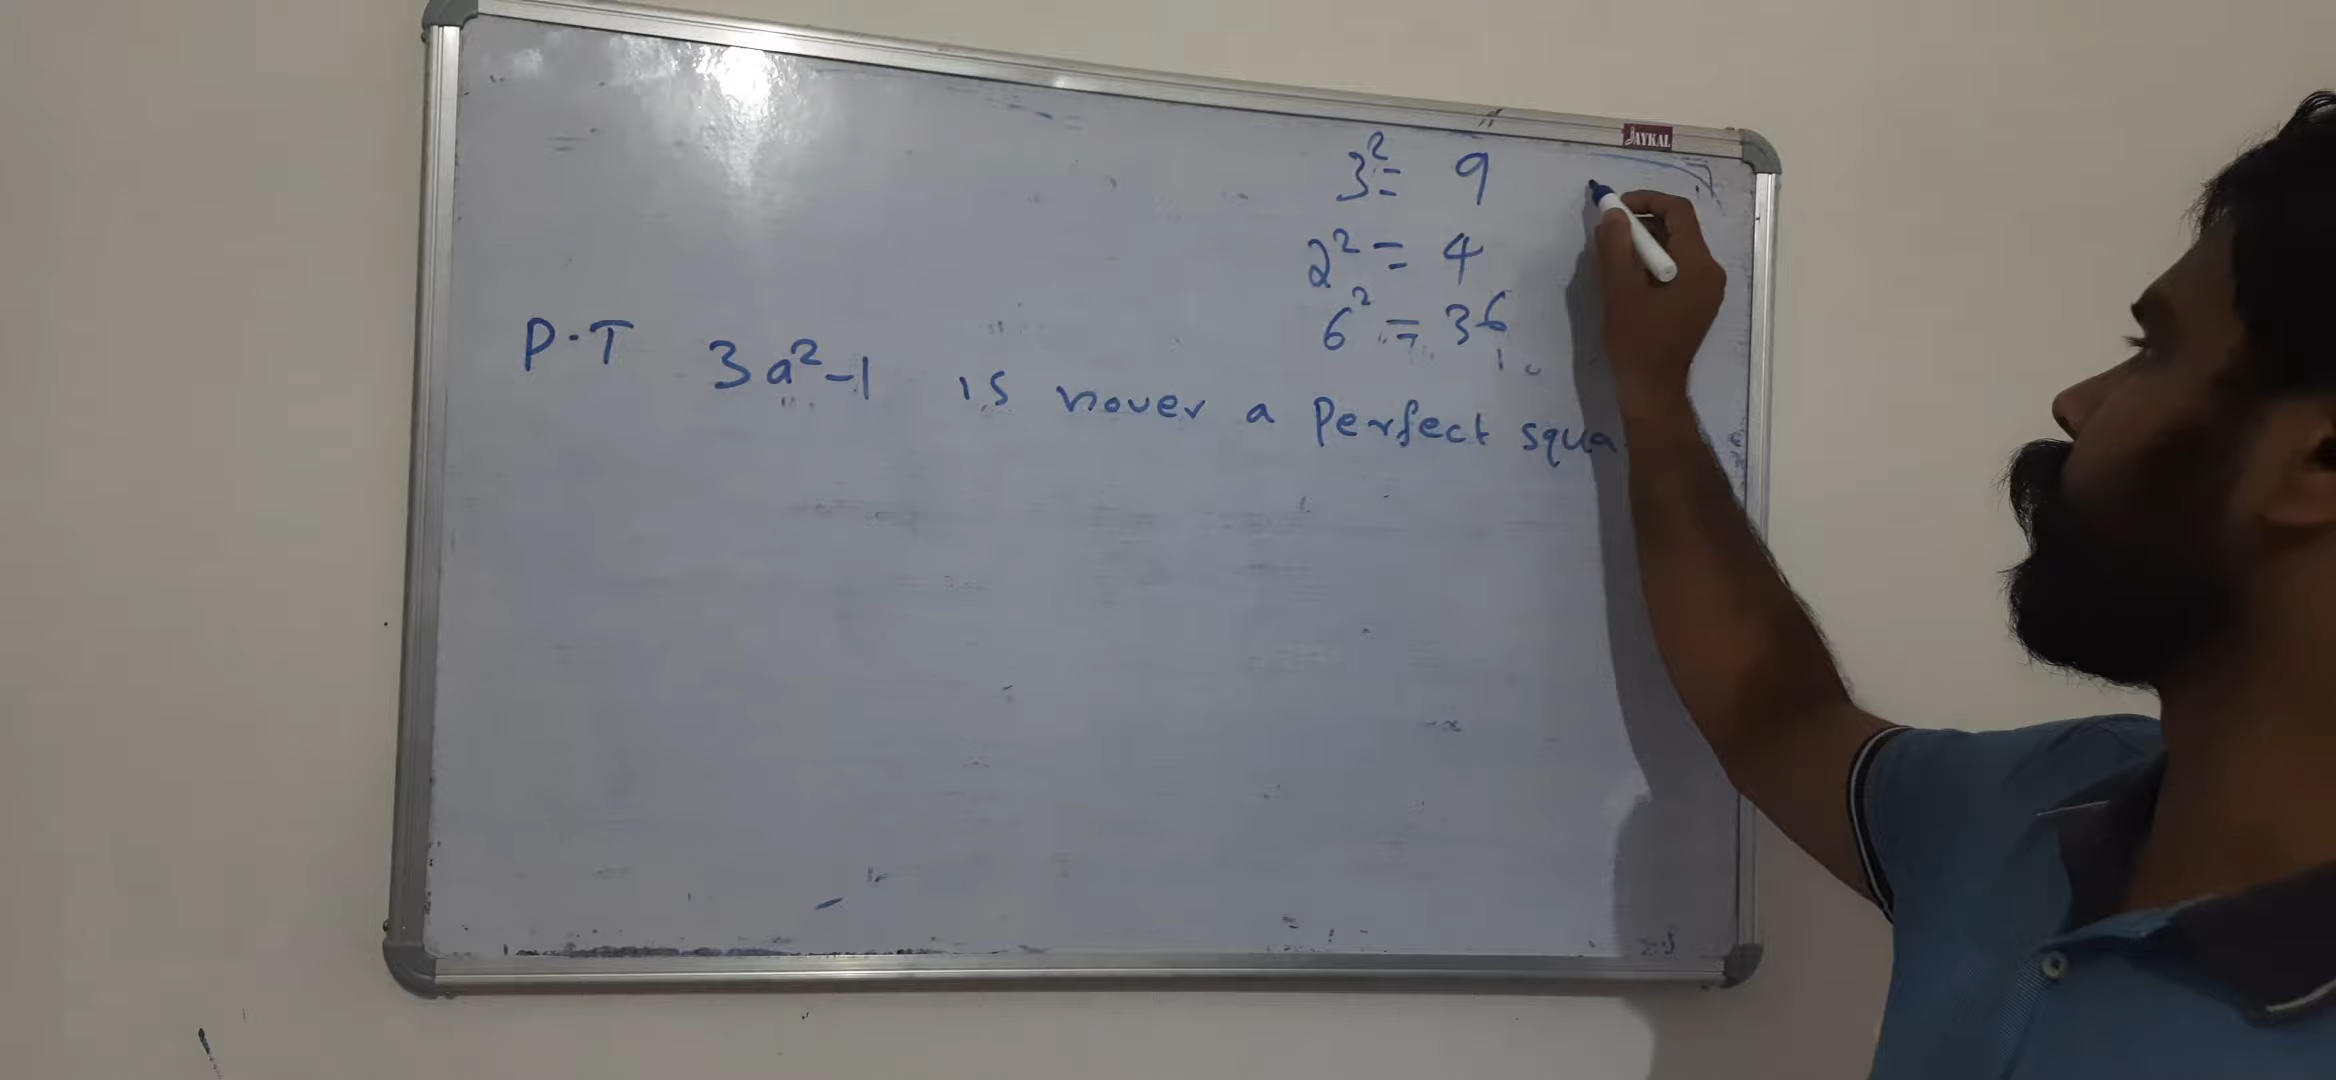 JAYKAL
3² = 9
2² = 4
6² = 36
P.T 3a²-1 is never a perfect squa